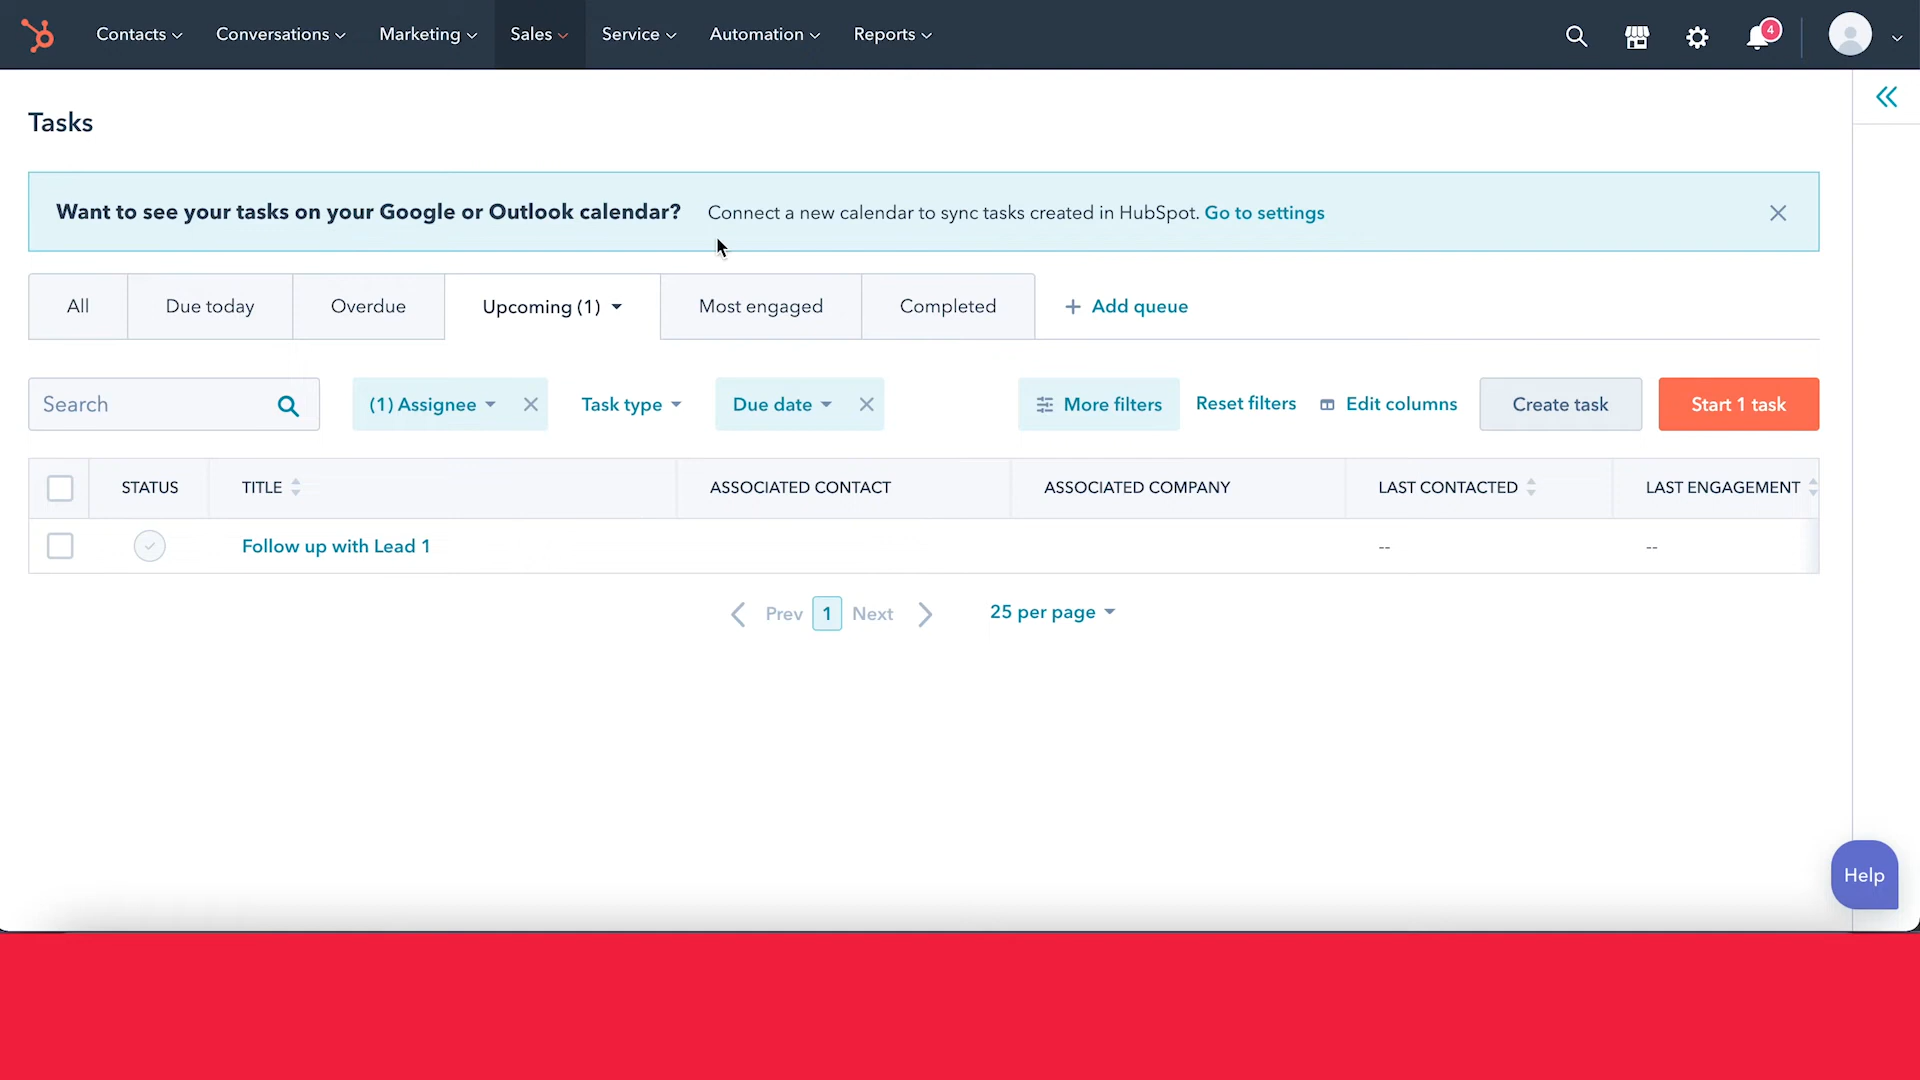 Contacts Conversations Marketing Sales Service Automation Reports 4
Tasks
Want to see your tasks on your Google or Outlook calendar? Connect a new calendar to sync tasks created in HubSpot. Go to settings
All Due today Overdue Upcoming (1) Most engaged Completed + Add queue
Search (1) Assignee Task type Due date More filters Reset filters Edit columns Create task Start 1 task
STATUS TITLE ASSOCIATED CONTACT ASSOCIATED COMPANY LAST CONTACTED LAST ENGAGEMENT
Follow up with Lead 1 -- --
Prev 1 Next 25 per page
Help